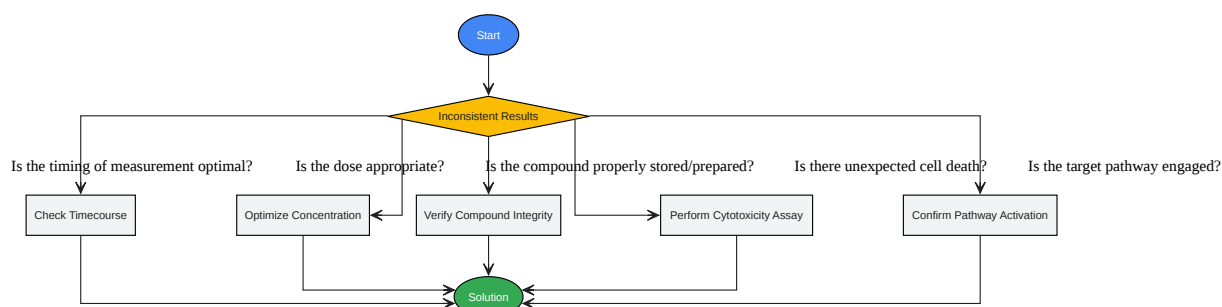 Start
Inconsistent Results
Is the timing of measurement optimal?
Is the dose appropriate?
Is the compound properly stored/prepared?
Is there unexpected cell death?
Is the target pathway engaged?
Check Timecourse
Optimize Concentration
Verify Compound Integrity
Perform Cytotoxicity Assay
Confirm Pathway Activation
Solution